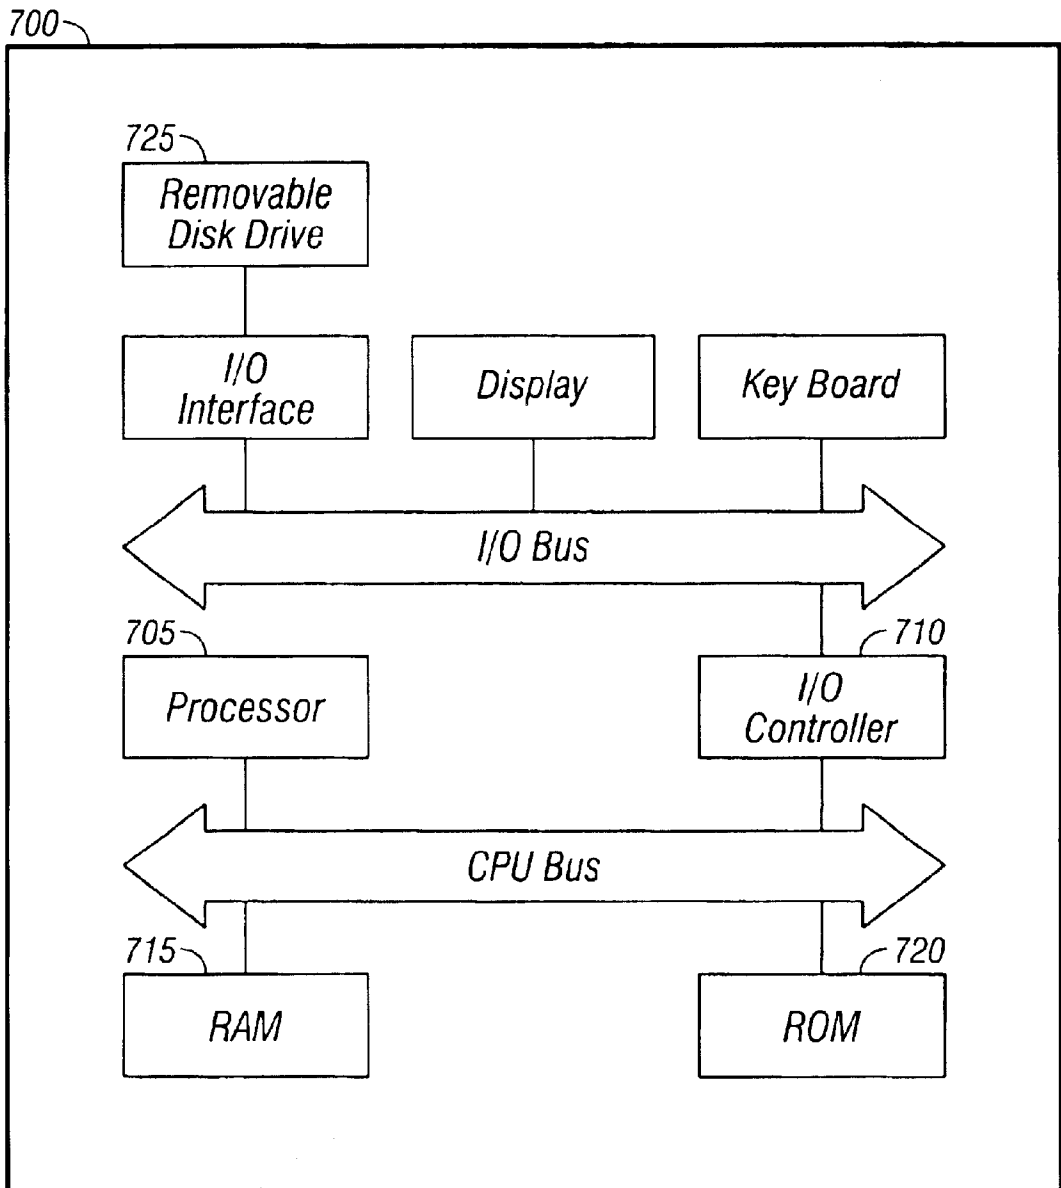 700
725
Removable
Disk Drive
I/O
Interface
Display
Key Board
I/O Bus
705
710
Processor
I/O
Controller
CPU Bus
715
720
RAM
ROM